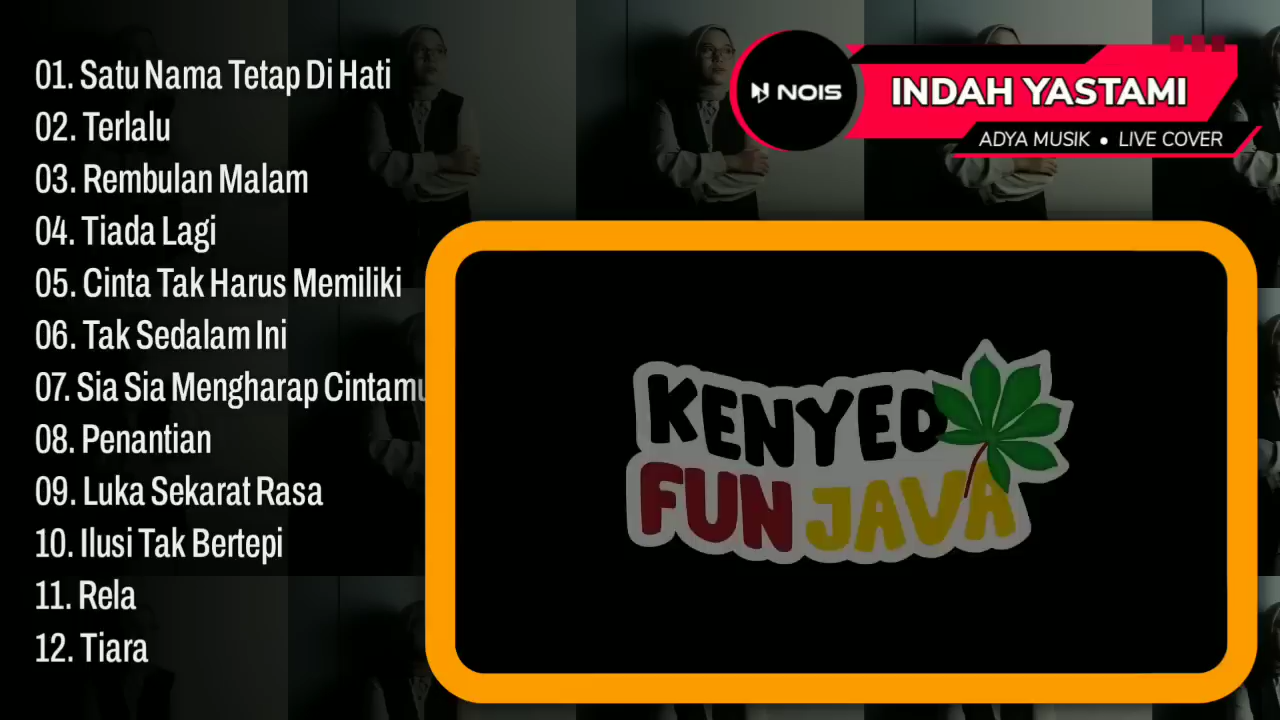 01. Satu Nama Tetap Di Hati
02. Terlalu
03. Rembulan Malam
04. Tiada Lagi
05. Cinta Tak Harus Memiliki
06. Tak Sedalam Ini
07. Sia Sia Mengharap Cintamu
08. Penantian
09. Luka Sekarat Rasa
10. Ilusi Tak Bertepi
11. Rela
12. Tiara
NOIS
INDAH YASTAMI
ADYA MUSIK • LIVE COVER
KENYED
FUN JAVA